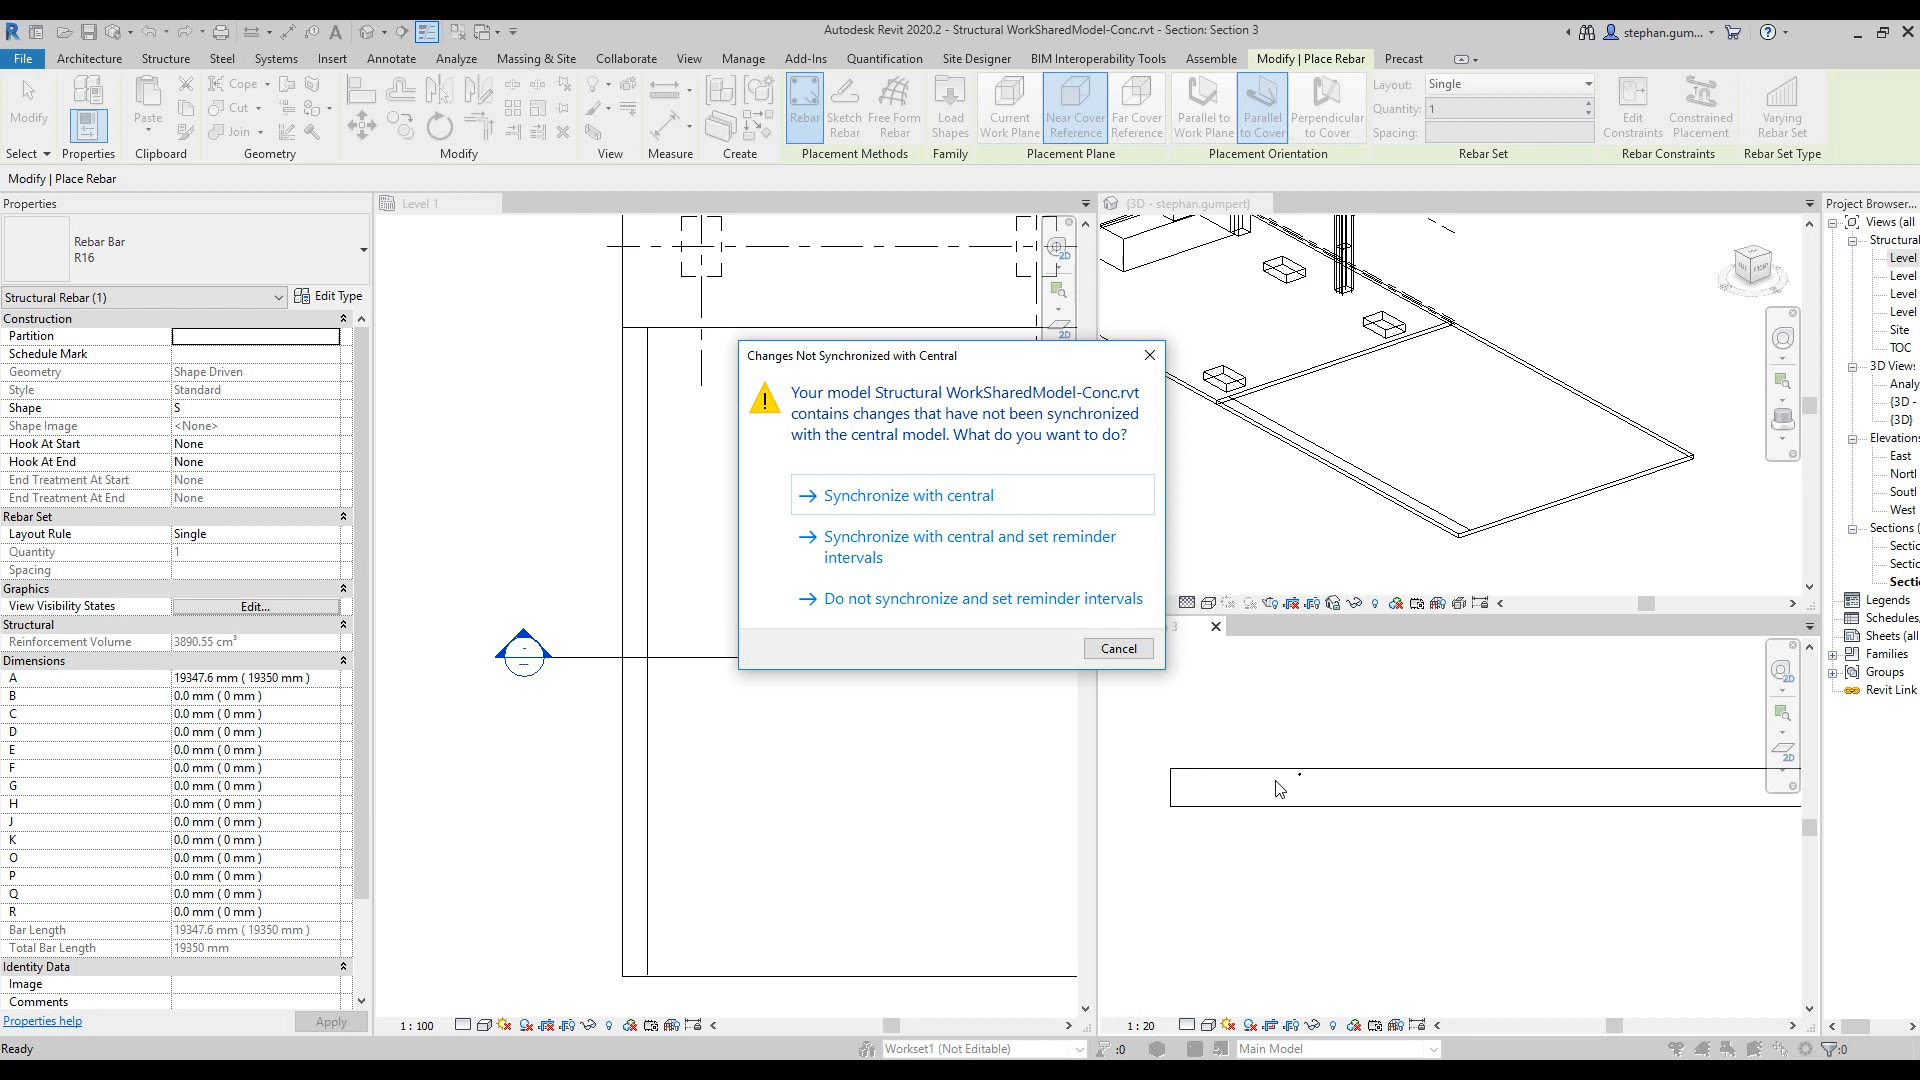 Autodesk Revit 2020.2 - Structural WorkSharedModel-Conc.rvt - Section: Section 3
stephan.gum...
File Architecture Structure Steel Systems Insert Annotate Analyze Massing & Site Collaborate View Manage Add-Ins Quantification Site Designer BIM Interoperability Tools Assemble Modify | Place Rebar Precast
Modify
Paste
Cope
Cut
Join
Rebar
Sketch Rebar
Free Form Rebar
Load Shapes
Current Work Plane
Near Cover Reference
Far Cover Reference
Parallel to Work Plane
Parallel to Cover
Perpendicular to Cover
Layout: Single
Quantity: 1
Spacing:
Edit Constraints
Constrained Placement
Varying Rebar Set
Select Properties Clipboard Geometry Modify View Measure Create Placement Methods Family Placement Plane Placement Orientation Rebar Set Rebar Constraints Rebar Set Type
Modify | Place Rebar
Properties
Rebar Bar
R16
Structural Rebar (1) Edit Type
Construction
Partition
Schedule Mark
Geometry Shape Driven
Style Standard
Shape S
Shape Image <None>
Hook At Start None
Hook At End None
End Treatment At Start None
End Treatment At End None
Rebar Set
Layout Rule Single
Quantity 1
Spacing
Graphics
View Visibility States Edit...
Structural
Reinforcement Volume 3890.55 cm³
Dimensions
A 19347.6 mm ( 19350 mm )
B 0.0 mm ( 0 mm )
C 0.0 mm ( 0 mm )
D 0.0 mm ( 0 mm )
E 0.0 mm ( 0 mm )
F 0.0 mm ( 0 mm )
G 0.0 mm ( 0 mm )
H 0.0 mm ( 0 mm )
J 0.0 mm ( 0 mm )
K 0.0 mm ( 0 mm )
O 0.0 mm ( 0 mm )
P 0.0 mm ( 0 mm )
Q 0.0 mm ( 0 mm )
R 0.0 mm ( 0 mm )
Bar Length 19347.6 mm ( 19350 mm )
Total Bar Length 19350 mm
Identity Data
Image
Comments
Properties help Apply
Level 1
2D
2D
Changes Not Synchronized with Central
Your model Structural WorkSharedModel-Conc.rvt
contains changes that have not been synchronized
with the central model. What do you want to do?
Synchronize with central
Synchronize with central and set reminder
intervals
Do not synchronize and set reminder intervals
Cancel
1 : 100
{3D - stephan.gumpert}
3
2D
2D
1 : 20
Project Browser...
Views (all
Structural
Level
Level
Level
Level
Site
TOC
3D Views
Analy
{3D -
{3D}
Elevations
East
North
South
West
Sections (
Sectic
Sectic
Sectic
Legends
Schedules,
Sheets (all
Families
Groups
Revit Link
Ready
Workset1 (Not Editable)
:0
Main Model
:0